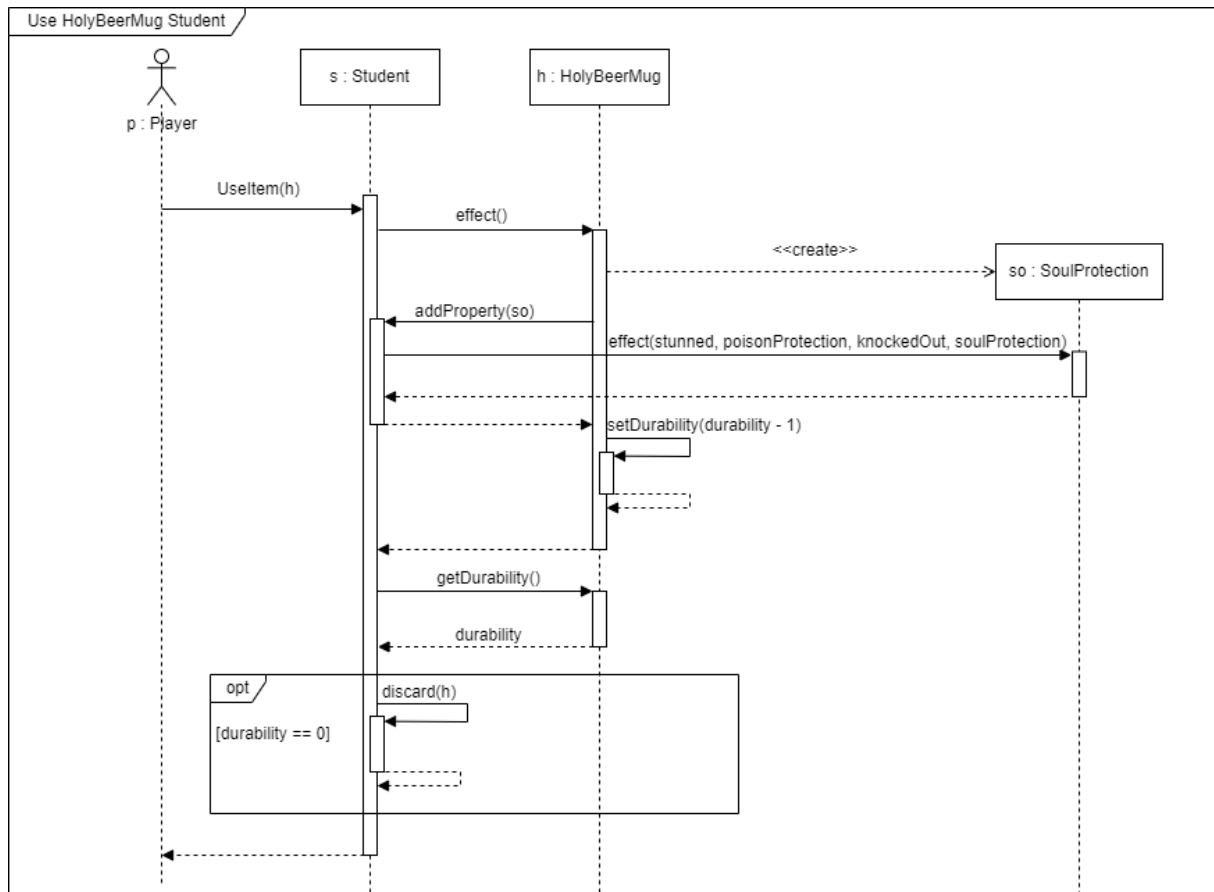 Use HolyBeerMug Student
p : Player
s : Student
h : HolyBeerMug
UseItem(h)
effect()
<<create>>
so : SoulProtection
addProperty(so)
effect(stunned, poisonProtection, knockedOut, soulProtection)
setDurability(durability - 1)
getDurability()
durability
opt
discard(h)
[durability == 0]